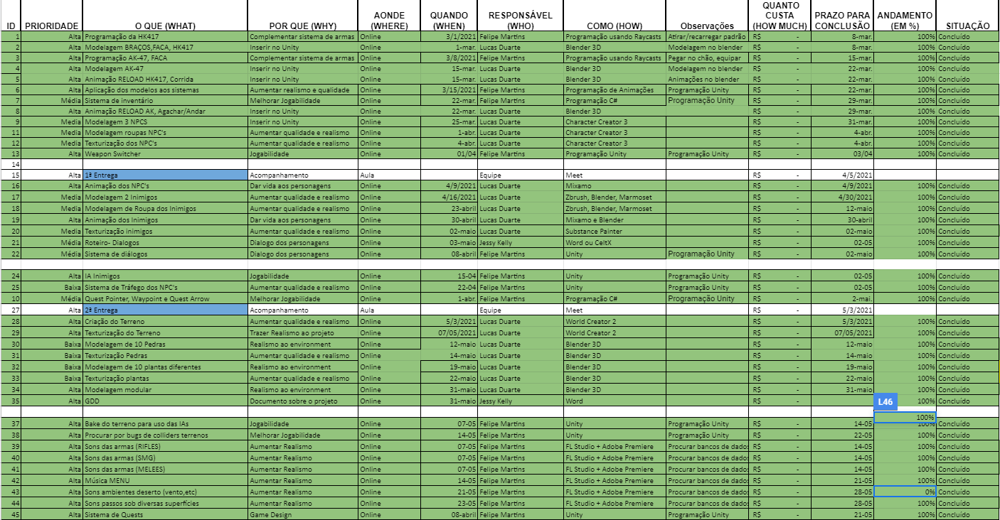 ID PRIORIDADE O QUE (WHAT) POR QUE (WHY) AONDE (WHERE) QUANDO (WHEN) RESPONSÁVEL (WHO) COMO (HOW) Observações QUANTO CUSTA (HOW MUCH) PRAZO PARA CONCLUSÃO ANDAMENTO (EM %) SITUAÇÃO
1 Alta Programação da HK417 Complementar sistema de armas Online 3/1/2021 Felipe Martins Programação usando Raycasts Atirar/recarregar padrão R$ - 8-mar. 100% Concluído
2 Alta Modelagem BRAÇOS,FACA, HK417 Inserir no Unity Online 1-mar. Lucas Duarte Blender 3D Modelagem no blender R$ - 8-mar. 100% Concluído
3 Alta Programação AK-47, FACA Complementar sistema de armas Online 3/8/2021 Felipe Martins Programação usando Raycasts Pegar no chão, equipar R$ - 15-mar. 100% Concluído
4 Alta Modelagem AK-47 Inserir no Unity Online 15-mar. Lucas Duarte Blender 3D Modelagem no blender R$ - 22-mar. 100% Concluído
5 Alta Animação RELOAD HK417, Corrida Inserir no Unity Online 15-mar. Lucas Duarte Blender 3D Animações no blender R$ - 22-mar. 100% Concluído
6 Alta Aplicação dos modelos aos sistemas Aumentar realismo e qualidade Online 3/15/2021 Felipe Martins Programação de Animações Programação Unity R$ - 22-mar. 100% Concluído
7 Média Sistema de inventário Melhorar Jogabilidade Online 22-mar. Felipe Martins Programação C# Programação Unity R$ - 29-mar. 100% Concluído
8 Alta Animação RELOAD AK, Agachar/Andar Inserir no Unity Online 22-mar. Lucas Duarte Blender 3D R$ - 29-mar. 100% Concluído
9 Media Modelagem 3 NPCS Inserir no Unity Online 25-mar. Lucas Duarte Character Creator 3 R$ - 31-mar. 100% Concluído
11 Media Modelagem roupas NPC's Aumentar qualidade e realismo Online 1-abr. Lucas Duarte Character Creator 3 R$ - 4-abr. 100% Concluído
12 Media Texturização dos NPC's Aumentar qualidade e realismo Online 4-abr. Lucas Duarte Character Creator 3 R$ - 4-abr. 100% Concluído
13 Alta Weapon Switcher Jogabilidade Online 01/04 Felipe Martins Programação Unity Programação Unity R$ - 03/04 100% Concluído
14
15 Alta 1ª Entrega Acompanhamento Aula Equipe Meet R$ - 4/5/2021
16 Alta Animação dos NPC's Dar vida aos personagens Online 4/9/2021 Lucas Duarte Mixamo R$ - 4/9/2021 100% Concluído
17 Media Modelagem 2 Inimigos Aumentar qualidade e realismo Online 4/16/2021 Lucas Duarte Zbrush, Blender, Marmoset R$ - 4/30/2021 100% Concluído
18 Media Modelagem de Roupa dos Inimigos Aumentar qualidade e realismo Online 23-abril Lucas Duarte Zbrush, Blender, Marmoset R$ - 12-maio 100% Concluído
19 Alta Animação dos Inimigos Dar vida aos personagens Online 30-abril Lucas Duarte Mixamo e Blender R$ - 30-abril 100% Concluído
20 Media Texturização inimigos Aumentar qualidade e realismo Online 02-maio Lucas Duarte Substance Painter R$ - 02-maio 100% Concluído
21 Média Roteiro- Dialogos Dialogo dos personagens Online 03-maio Jessy Kelly Word ou CeltX R$ - 02-05 100% Concluído
22 Média Sistema de diálogos Dialogo dos personagens Online 08-abril Felipe Martins Unity Programação Unity R$ - 02-maio 100% Concluído
24 Alta IA Inimigos Jogabilidade Online 15-04 Felipe Martins Unity Programação Unity R$ - 02-05 100% Concluído
25 Baixa Sistema de Tráfego dos NPC's Aumentar qualidade e realismo Online 22-04 Felipe Martins Unity Programação Unity R$ - 02-05 100% Concluído
10 Média Quest Pointer, Waypoint e Quest Arrow Melhorar Jogabilidade Online 1-abr. Felipe Martins Programação C# Programação Unity R$ - 2-mai. 100% Concluído
27 Alta 2ª Entrega Acompanhamento Aula Equipe Meet R$ - 5/3/2021
28 Alta Criação do Terreno Aumentar qualidade e realismo Online 5/3/2021 Lucas Duarte World Creator 2 R$ - 5/3/2021 100% Concluído
29 Alta Texturização do Terreno Trazer Realismo ao projeto Online 07/05/2021 Lucas Duarte World Creator 2 R$ - 07/05/2021 100% Concluído
30 Baixa Modelagem de 10 Pedras Realismo ao environment Online 12-maio Lucas Duarte Blender 3D R$ - 12-maio 100% Concluído
31 Baixa Texturização Pedras Aumentar qualidade e realismo Online 14-maio Lucas Duarte Blender 3D R$ - 14-maio 100% Concluído
32 Baixa Modelagem de 10 plantas diferentes Realismo ao environment Online 19-maio Lucas Duarte Blender 3D R$ - 19-maio 100% Concluído
33 Baixa Texturização plantas Aumentar qualidade e realismo Online 22-maio Lucas Duarte Blender 3D R$ - 22-maio 100% Concluído
34 Alta Modelagem modular Realismo ao environment Online 31-maio Lucas Duarte Blender 3D R$ - 31-maio 100% Concluído
35 Alta GDD Documento sobre o projeto Online 31-maio Jessy Kelly Word R$ - L46 100% Concluído
100%
37 Alta Bake do terreno para uso das IAs Jogabilidade Online 07-05 Felipe Martins Unity Programação Unity R$ - 14-05 100% Concluído
38 Alta Procurar por bugs de colliders terrenos Melhorar Jogabilidade Online 14-05 Felipe Martins Unity Programação Unity R$ - 22-05 100% Concluído
39 Alta Sons das armas (RIFLES) Aumentar Realismo Online 07-05 Felipe Martins FL Studio + Adobe Premiere Procurar bancos de dados R$ - 14-05 100% Concluído
40 Alta Sons das armas (SMG) Aumentar Realismo Online 07-05 Felipe Martins FL Studio + Adobe Premiere Procurar bancos de dados R$ - 14-05 100% Concluído
41 Alta Sons das armas (MELEES) Aumentar Realismo Online 07-05 Felipe Martins FL Studio + Adobe Premiere Procurar bancos de dados R$ - 14-05 100% Concluído
42 Alta Música MENU Aumentar Realismo Online 14-05 Felipe Martins FL Studio + Adobe Premiere Procurar bancos de dados R$ - 21-05 100% Concluído
43 Alta Sons ambientes deserto (vento,etc) Aumentar Realismo Online 21-05 Felipe Martins FL Studio + Adobe Premiere Procurar bancos de dados R$ - 28-05 0% Concluído
44 Alta Sons passos sob diversas superfícies Aumentar Realismo Online 23-05 Felipe Martins FL Studio + Adobe Premiere Procurar bancos de dados R$ - 28-05 100% Concluído
45 Alta Sistema de Quests Game Design Online 08-abril Felipe Martins Unity Programação Unity R$ - 21-05 100% Concluído